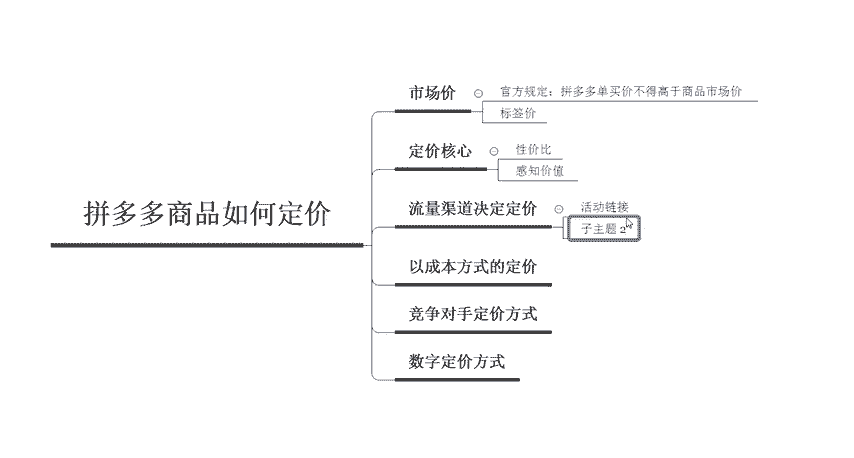 市场价
官方规定：拼多多单买价不得高于商品市场价
标签价
定价核心
性价比
感知价值
拼多多商品如何定价
流量渠道决定定价
活动链接
子主题 2
以成本方式的定价
竞争对手定价方式
数字定价方式